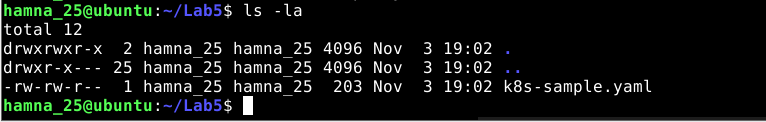 hamna_25@ubuntu:~/Lab5$ ls -la
total 12
drwxrwxr-x  2 hamna_25 hamna_25 4096 Nov  3 19:02 .
drwxr-x--- 25 hamna_25 hamna_25 4096 Nov  3 19:02 ..
-rw-rw-r--  1 hamna_25 hamna_25  203 Nov  3 19:02 k8s-sample.yaml
hamna_25@ubuntu:~/Lab5$